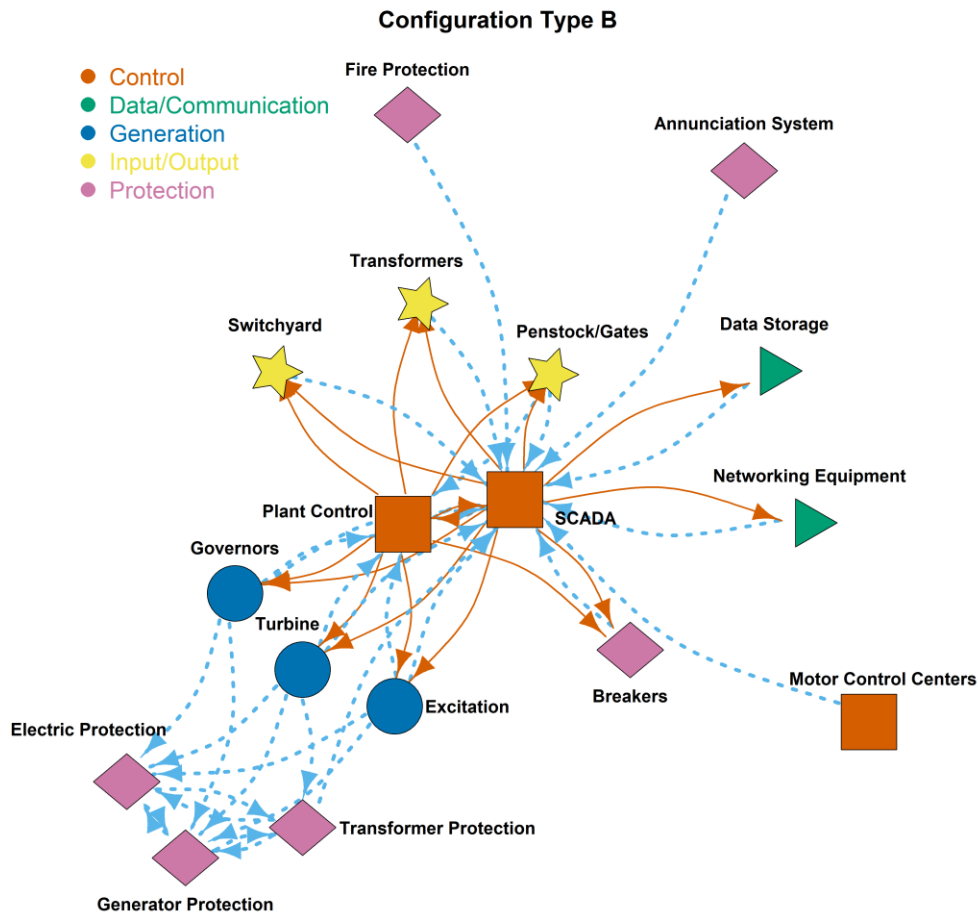 Configuration Type B
Control
Data/Communication
Generation
Input/Output
Protection
Fire Protection
Annunciation System
Transformers
Switchyard
Penstock/Gates
Data Storage
Networking Equipment
Plant Control
SCADA
Governors
Turbine
Excitation
Breakers
Motor Control Centers
Electric Protection
Transformer Protection
Generator Protection